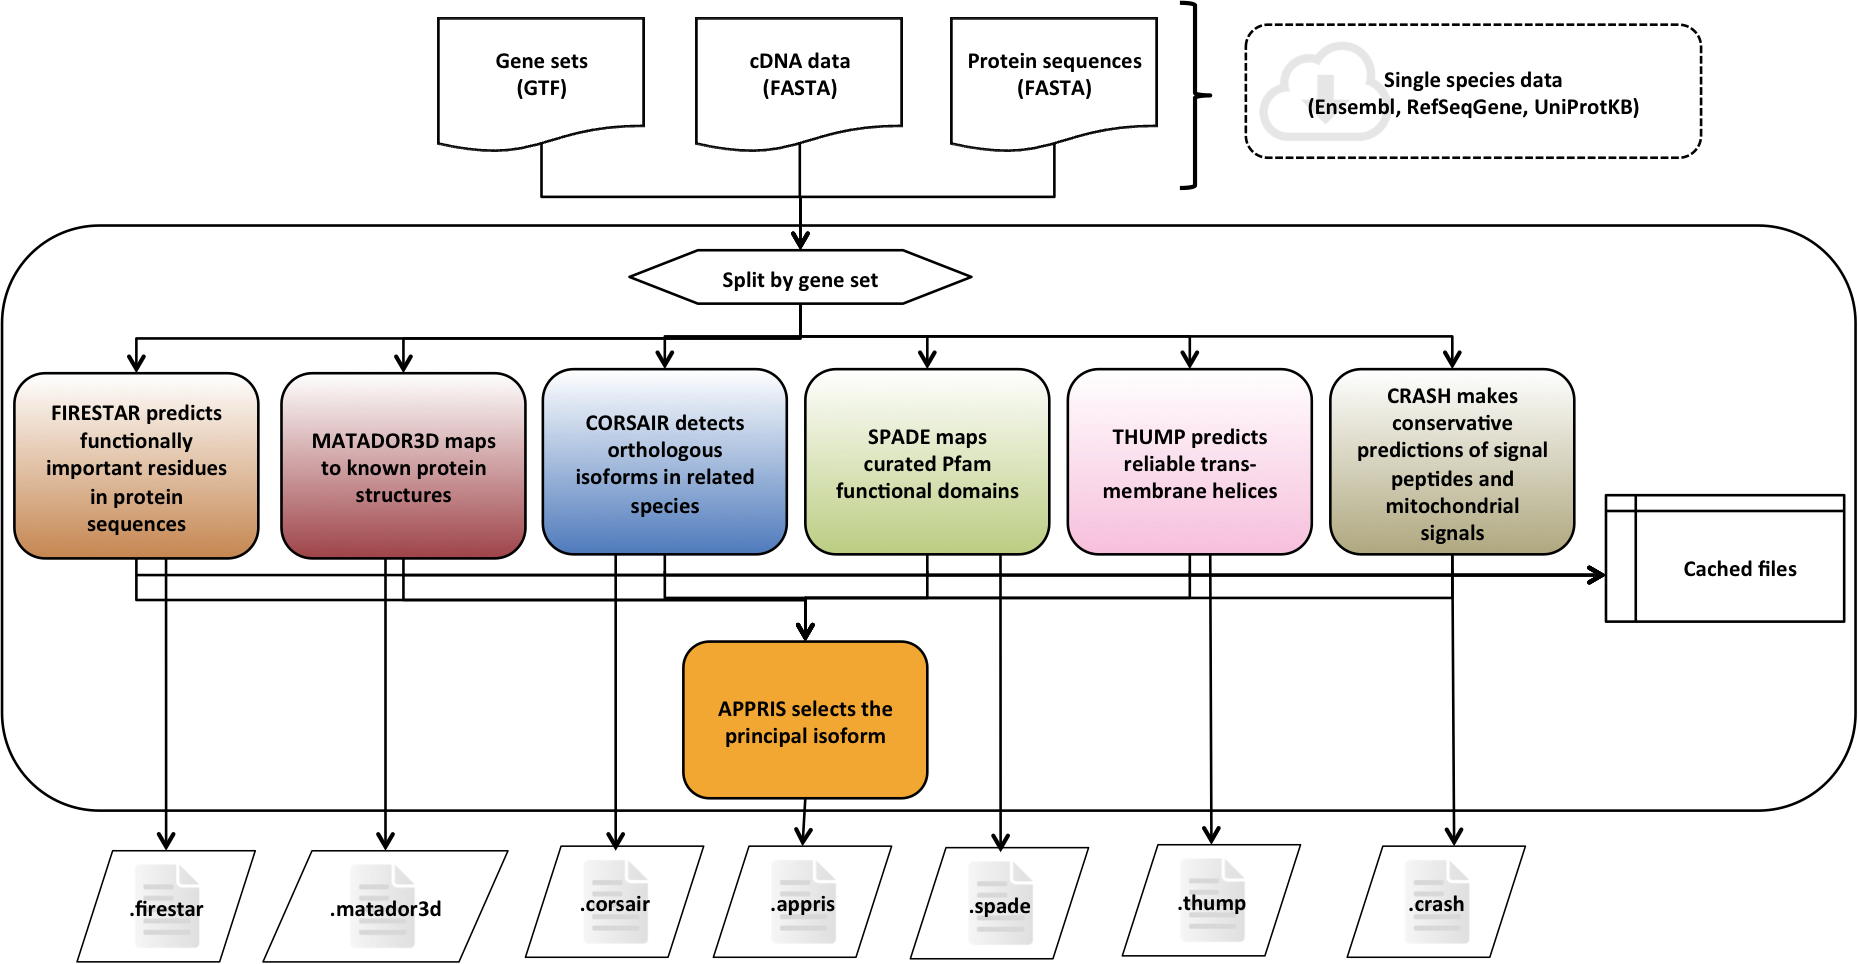 Gene sets
(GTF)
cDNA data
(FASTA)
Protein sequences
(FASTA)
Single species data
(Ensembl, RefSeqGene, UniProtKB)
Split by gene set
FIRESTAR predicts
functionally
important residues
in protein
sequences
MATADOR3D maps
to known protein
structures
CORSAIR detects
orthologous
isoforms in related
species
SPADE maps
curated Pfam
functional domains
THUMP predicts
reliable trans-
membrane helices
CRASH makes
conservative
predictions of signal
peptides and
mitochondrial
signals
Cached files
APPRIS selects the
principal isoform
.firestar
.matador3d
.corsair
.appris
.spade
.thump
.crash